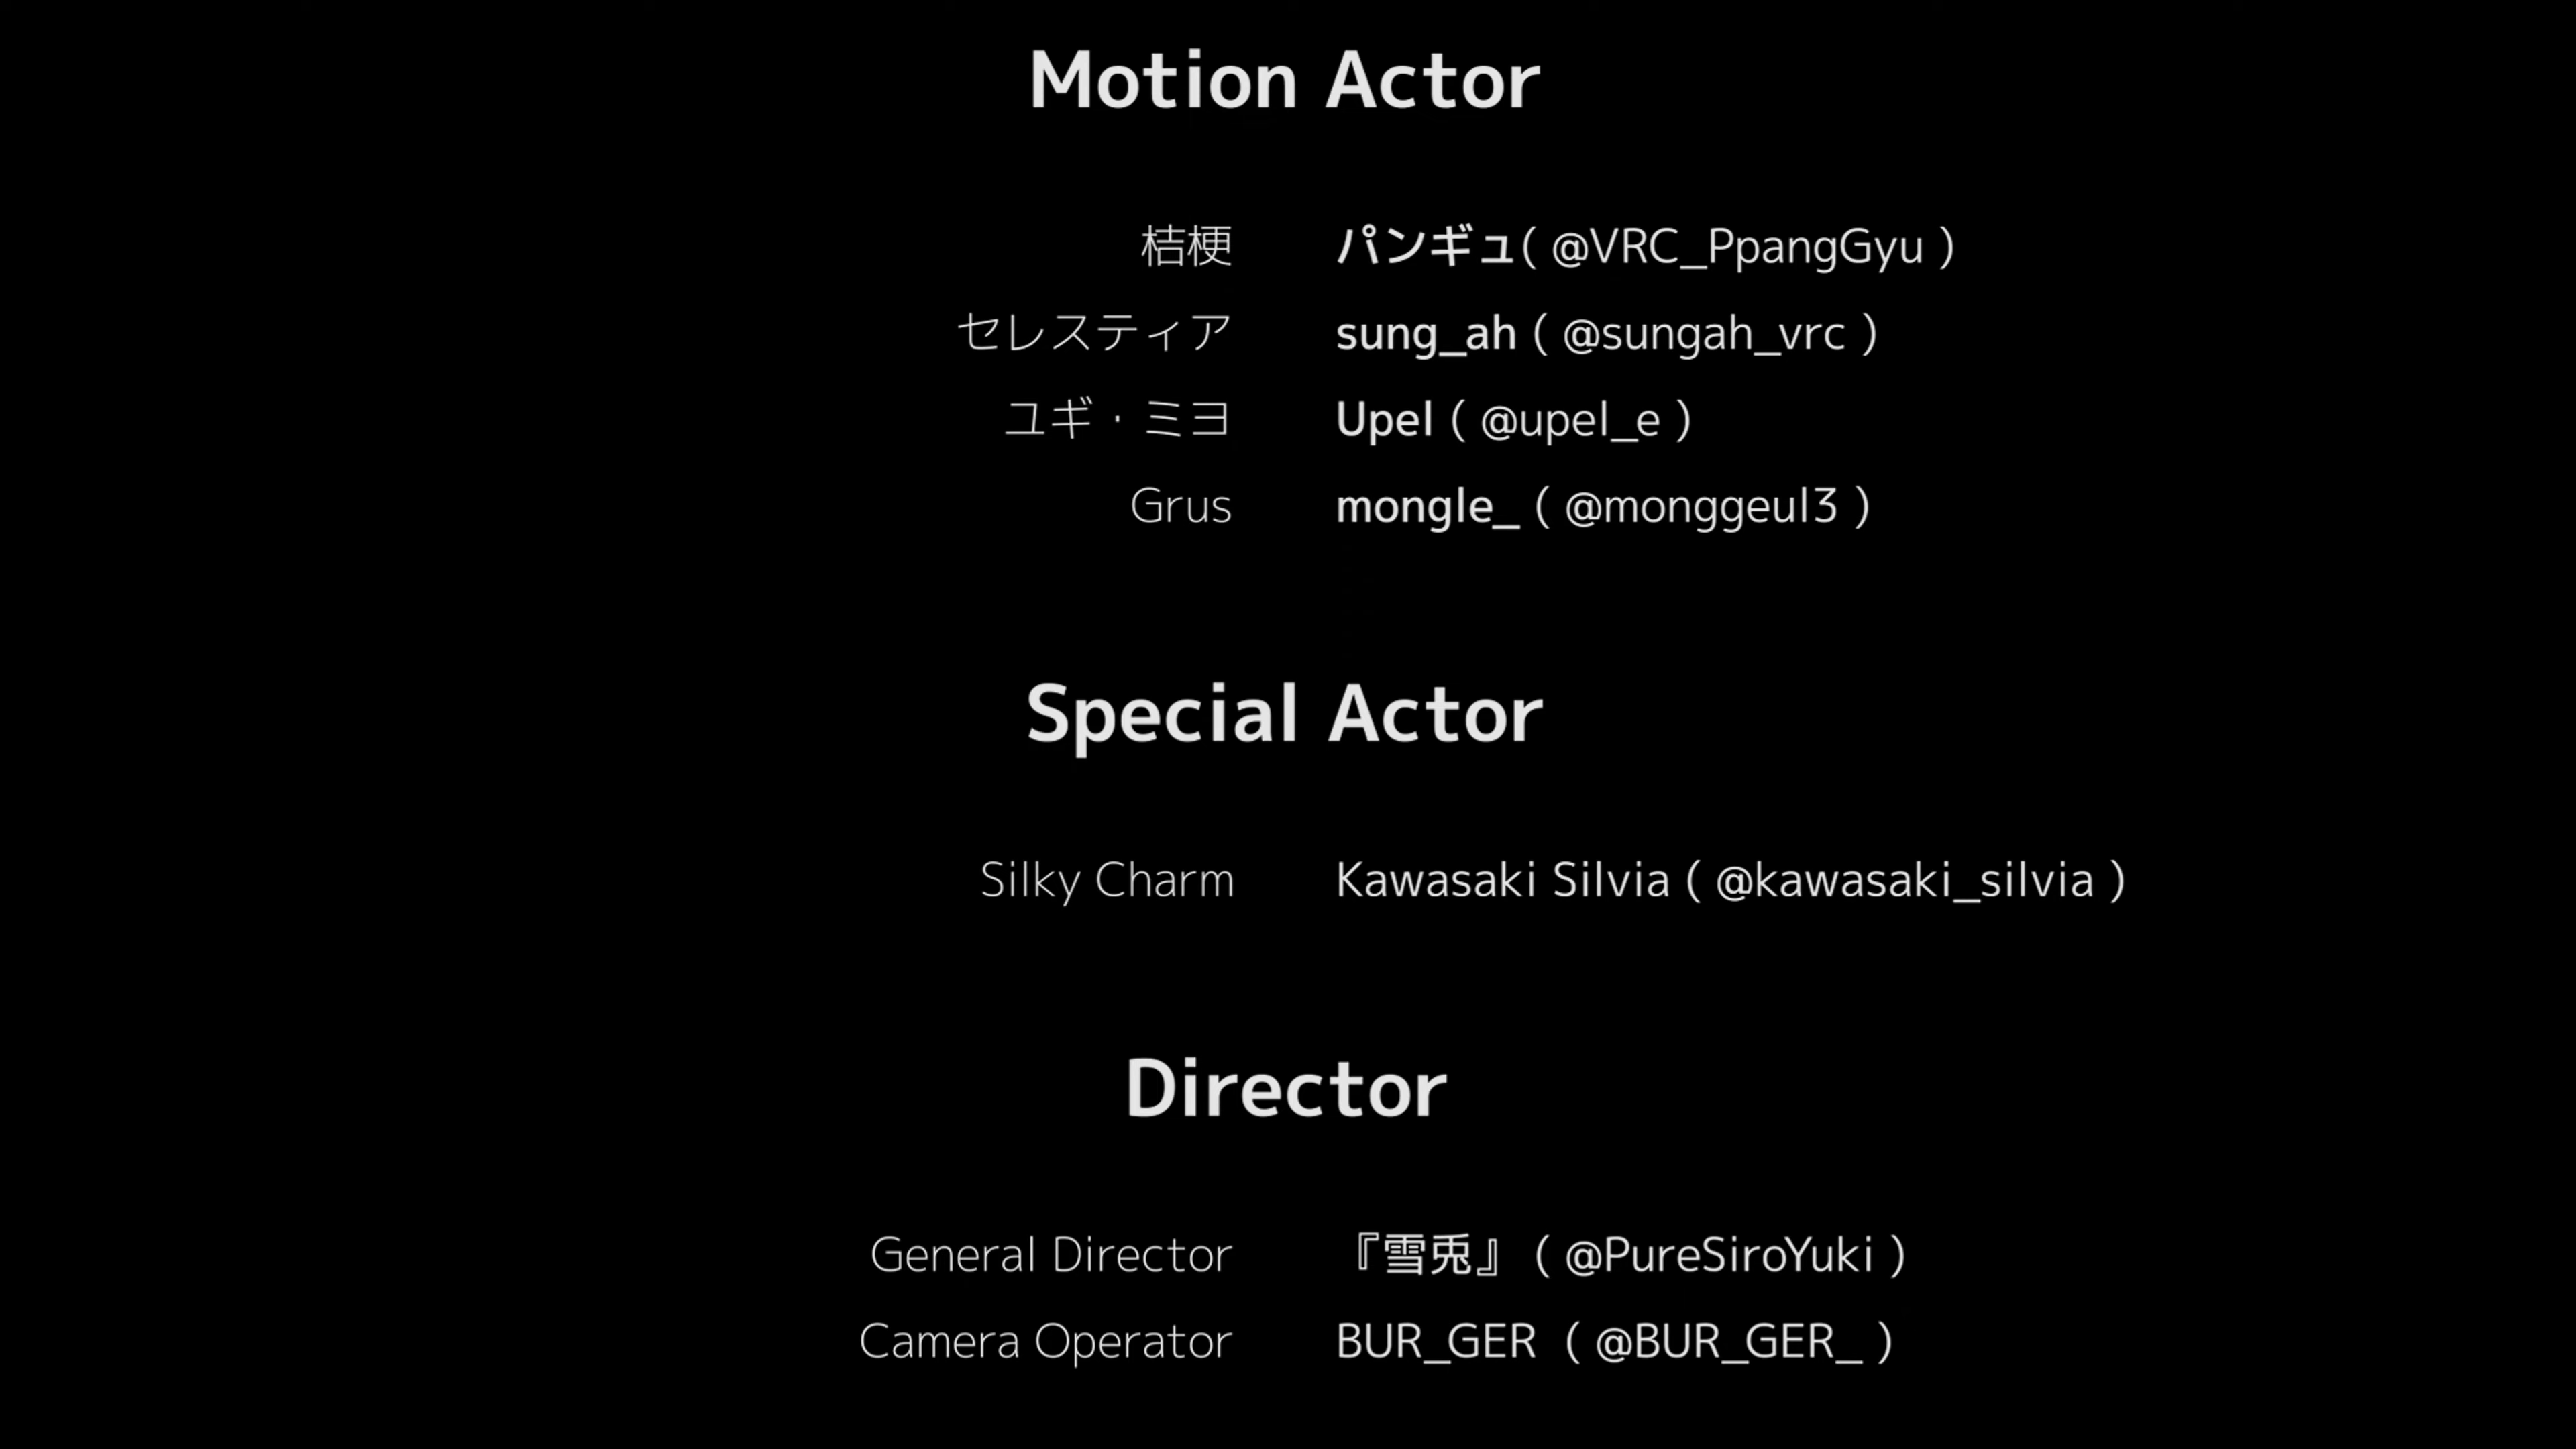 Motion Actor
桔梗 パンギュ( @VRC_PpangGyu )
セレスティア sung_ah ( @sungah_vrc )
ユギ・ミヨ Upel ( @upel_e )
Grus mongle_ ( @monggeul3 )
Special Actor
Silky Charm Kawasaki Silvia ( @kawasaki_silvia )
Director
General Director 『雪兎』 ( @PureSiroYuki )
Camera Operator BUR_GER ( @BUR_GER_ )